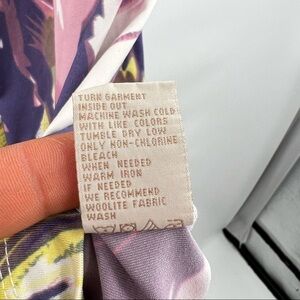 TURN GARMENT
INSIDE OUT
MACHINE WASH COLD
WITH LIKE COLORS
TUMBLE DRY LOW
ONLY NON-CHLORINE
BLEACH
WHEN NEEDED
WARM IRON
IF NEEDED
WE RECOMMEND
WOOLITE FABRIC
WASH